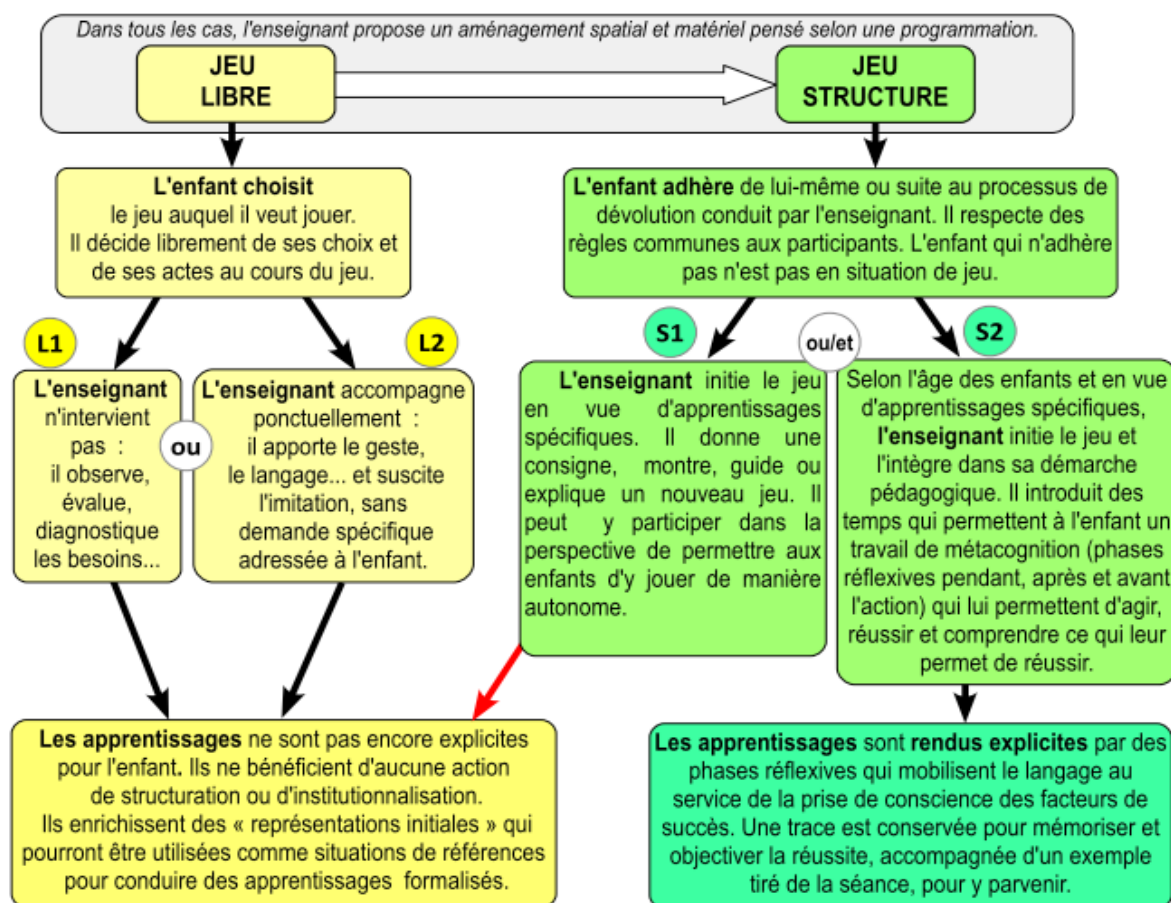 Dans tous les cas, l'enseignant propose un aménagement spatial et matériel pensé selon une programmation.
JEU
LIBRE
JEU
STRUCTURE
L'enfant choisit
le jeu auquel il veut jouer.
Il décide librement de ses choix et
de ses actes au cours du jeu.
L'enfant adhère de lui-même ou suite au processus de
dévolution conduit par l'enseignant. Il respecte des
règles communes aux participants. L'enfant qui n'adhère
pas n'est pas en situation de jeu.
L1
L2
S1
ou/et
S2
L'enseignant
n'intervient
pas :
il observe,
évalue,
diagnostique
les besoins...
ou
L'enseignant accompagne
ponctuellement :
il apporte le geste,
le langage... et suscite
l'imitation, sans
demande spécifique
adressée à l'enfant.
L'enseignant initie le jeu
en vue d'apprentissages
spécifiques. Il donne une
consigne, montre, guide ou
explique un nouveau jeu. Il
peut y participer dans la
perspective de permettre aux
enfants d'y jouer de manière
autonome.
Selon l'âge des enfants et en vue
d'apprentissages spécifiques,
l'enseignant initie le jeu et
l'intègre dans sa démarche
pédagogique. Il introduit des
temps qui permettent à l'enfant un
travail de métacognition (phases
réflexives pendant, après et avant
l'action) qui lui permettent d'agir,
réussir et comprendre ce qui leur
permet de réussir.
Les apprentissages ne sont pas encore explicites
pour l'enfant. Ils ne bénéficient d'aucune action
de structuration ou d'institutionnalisation.
Ils enrichissent des « représentations initiales » qui
pourront être utilisées comme situations de références
pour conduire des apprentissages formalisés.
Les apprentissages sont rendus explicites par des
phases réflexives qui mobilisent le langage au
service de la prise de conscience des facteurs de
succès. Une trace est conservée pour mémoriser et
objectiver la réussite, accompagnée d'un exemple
tiré de la séance, pour y parvenir.